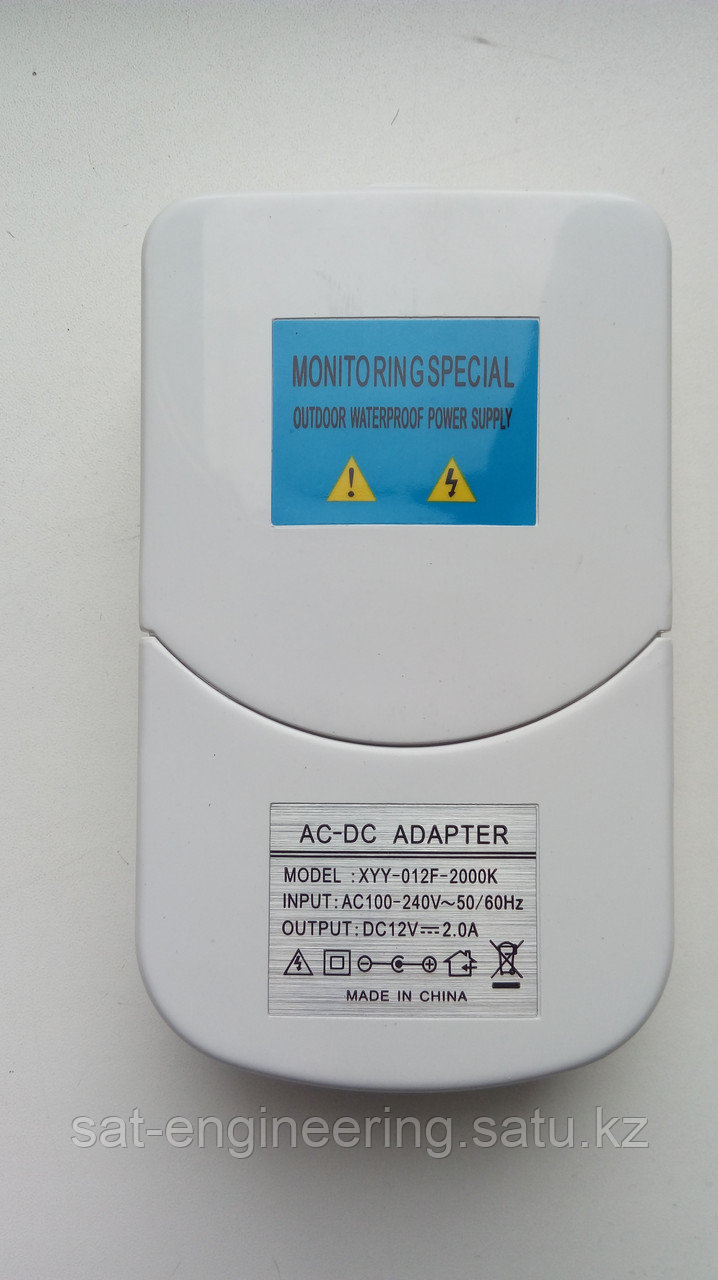 MONITORING SPECIAL
OUTDOOR WATERPROOF POWER SUPPLY
AC-DC ADAPTER
MODEL :XYY-012F-2000K
INPUT:AC100-240V~50/60Hz
OUTPUT:DC12V⎓2.0A
MADE IN CHINA
sat-engineering.satu.kz